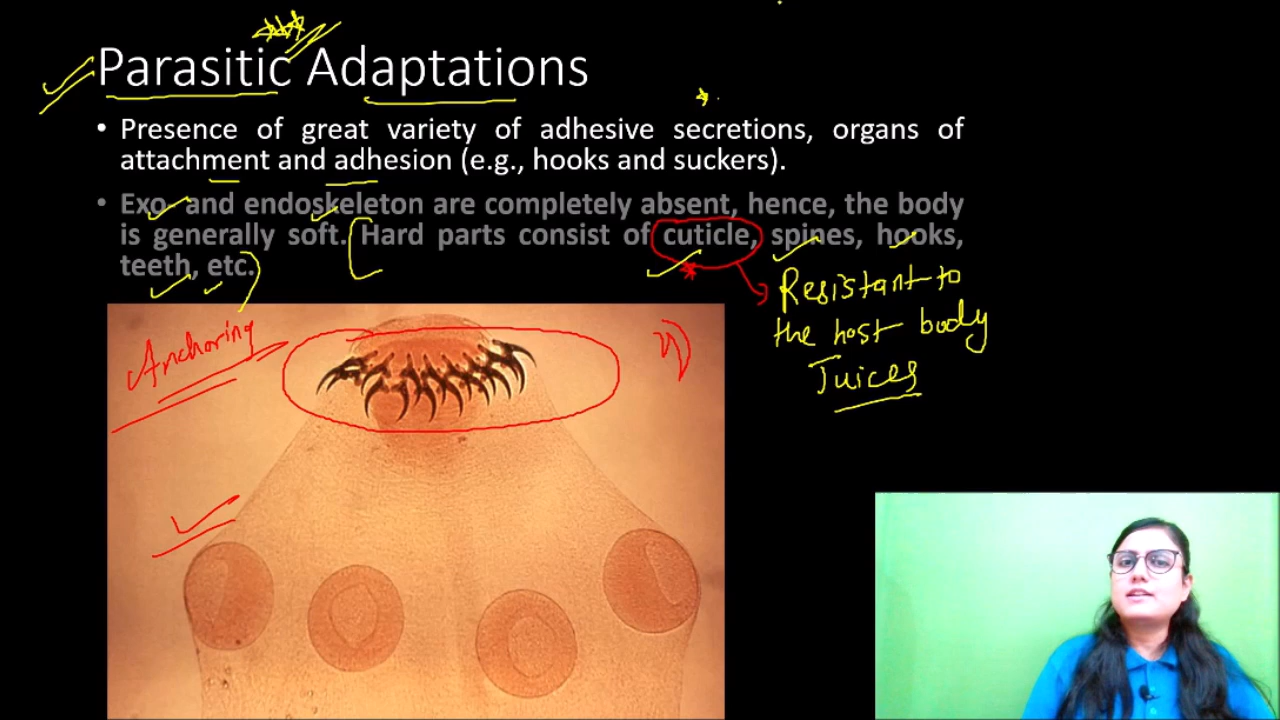 Parasitic Adaptations
• Presence of great variety of adhesive secretions, organs of
attachment and adhesion (e.g., hooks and suckers).
• Exo- and endoskeleton are completely absent, hence, the body
is generally soft. Hard parts consist of cuticle, spines, hooks,
teeth, etc.
Resistant to
the host body
Juices
Anchoring